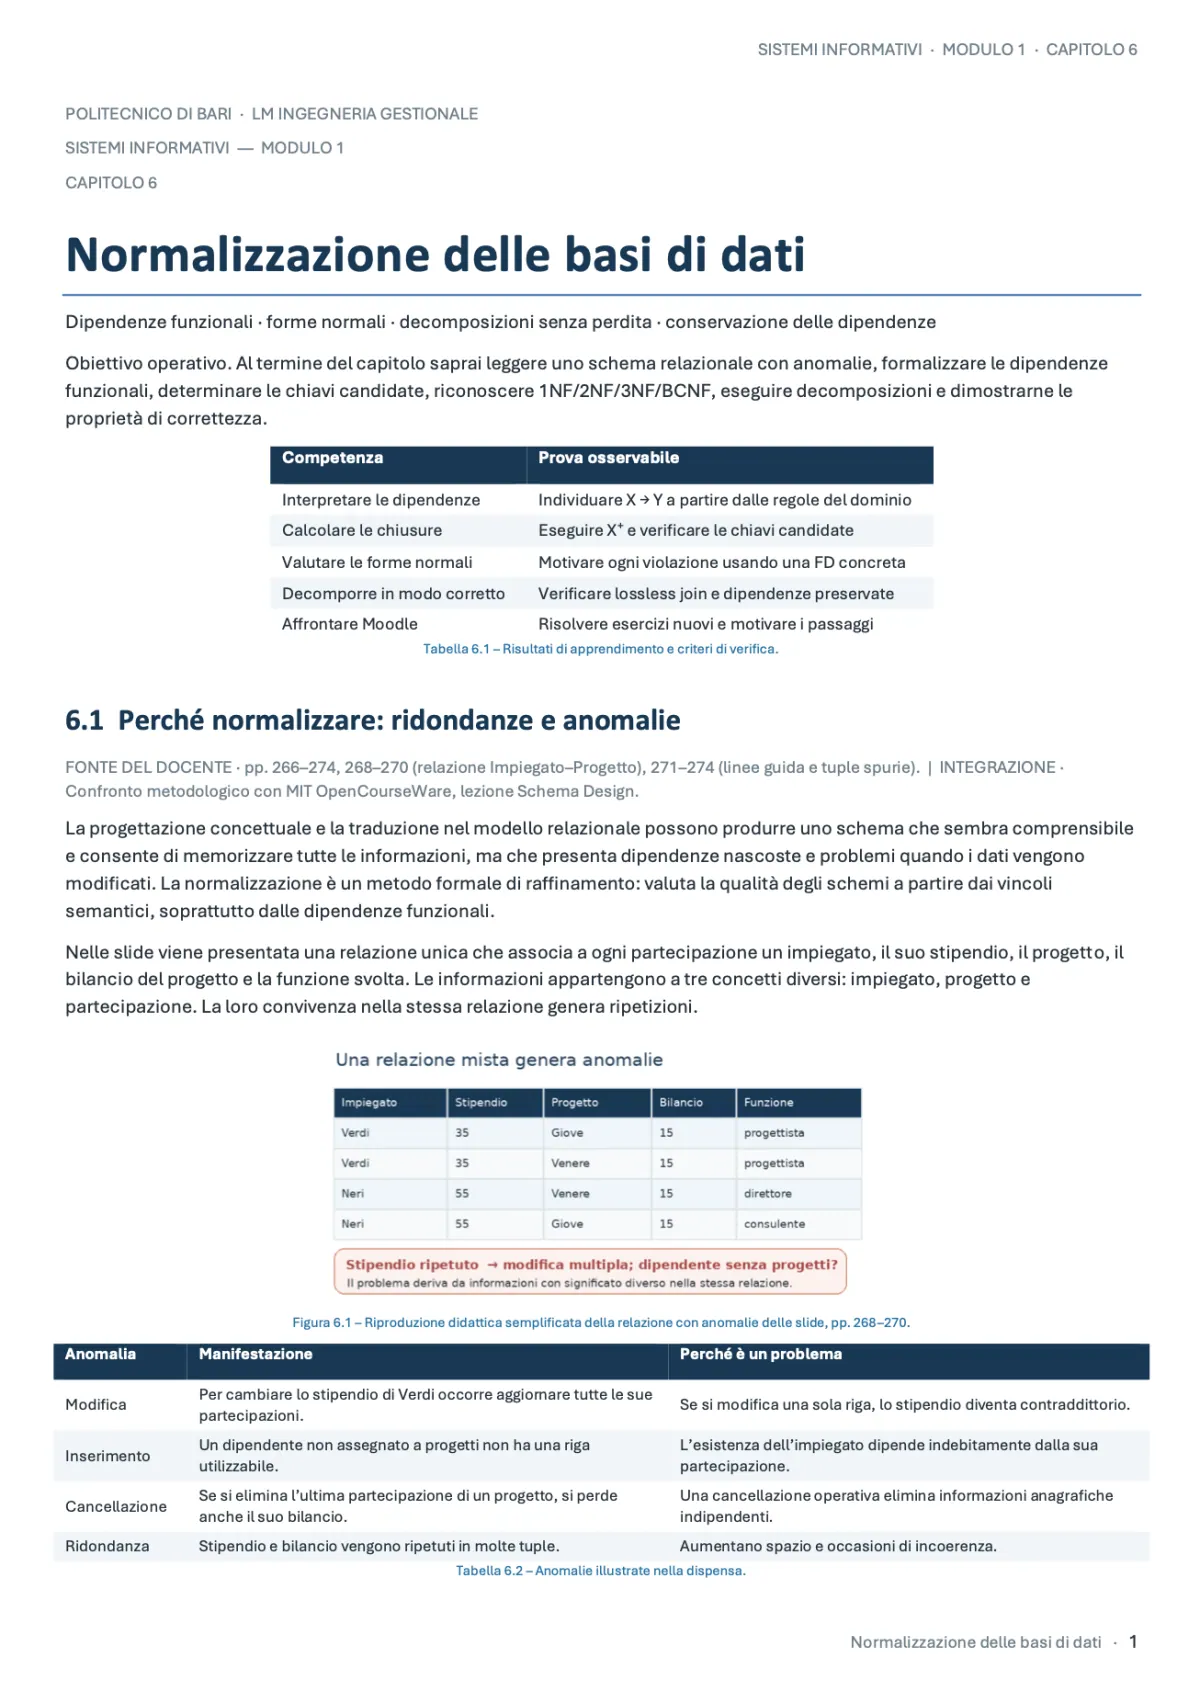 SISTEMI INFORMATIVI · MODULO 1 · CAPITOLO 6
POLITECNICO DI BARI · LM INGEGNERIA GESTIONALE
SISTEMI INFORMATIVI — MODULO 1
CAPITOLO 6
Normalizzazione delle basi di dati
Dipendenze funzionali · forme normali · decomposizioni senza perdita · conservazione delle dipendenze
Obiettivo operativo. Al termine del capitolo saprai leggere uno schema relazionale con anomalie, formalizzare le dipendenze
funzionali, determinare le chiavi candidate, riconoscere 1NF/2NF/3NF/BCNF, eseguire decomposizioni e dimostrarne le
proprietà di correttezza.
Competenza Prova osservabile
Interpretare le dipendenze Individuare X → Y a partire dalle regole del dominio
Calcolare le chiusure Eseguire X⁺ e verificare le chiavi candidate
Valutare le forme normali Motivare ogni violazione usando una FD concreta
Decomporre in modo corretto Verificare lossless join e dipendenze preservate
Affrontare Moodle Risolvere esercizi nuovi e motivare i passaggi
Tabella 6.1 – Risultati di apprendimento e criteri di verifica.
6.1 Perché normalizzare: ridondanze e anomalie
FONTE DEL DOCENTE · pp. 266–274, 268–270 (relazione Impiegato–Progetto), 271–274 (linee guida e tuple spurie). | INTEGRAZIONE ·
Confronto metodologico con MIT OpenCourseWare, lezione Schema Design.
La progettazione concettuale e la traduzione nel modello relazionale possono produrre uno schema che sembra comprensibile
e consente di memorizzare tutte le informazioni, ma che presenta dipendenze nascoste e problemi quando i dati vengono
modificati. La normalizzazione è un metodo formale di raffinamento: valuta la qualità degli schemi a partire dai vincoli
semantici, soprattutto dalle dipendenze funzionali.
Nelle slide viene presentata una relazione unica che associa a ogni partecipazione un impiegato, il suo stipendio, il progetto, il
bilancio del progetto e la funzione svolta. Le informazioni appartengono a tre concetti diversi: impiegato, progetto e
partecipazione. La loro convivenza nella stessa relazione genera ripetizioni.
Una relazione mista genera anomalie
Impiegato Stipendio Progetto Bilancio Funzione
Verdi 35 Giove 15 progettista
Verdi 35 Venere 15 progettista
Neri 55 Venere 15 direttore
Neri 55 Giove 15 consulente
Stipendio ripetuto → modifica multipla; dipendente senza progetti?
Il problema deriva da informazioni con significato diverso nella stessa relazione.
Figura 6.1 – Riproduzione didattica semplificata della relazione con anomalie delle slide, pp. 268–270.
Anomalia Manifestazione Perché è un problema
Modifica Per cambiare lo stipendio di Verdi occorre aggiornare tutte le sue
partecipazioni. Se si modifica una sola riga, lo stipendio diventa contraddittorio.
Inserimento Un dipendente non assegnato a progetti non ha una riga
utilizzabile. L'esistenza dell'impiegato dipende indebitamente dalla sua
partecipazione.
Cancellazione Se si elimina l'ultima partecipazione di un progetto, si perde
anche il suo bilancio. Una cancellazione operativa elimina informazioni anagrafiche
indipendenti.
Ridondanza Stipendio e bilancio vengono ripetuti in molte tuple. Aumentano spazio e occasioni di incoerenza.
Tabella 6.2 – Anomalie illustrate nella dispensa.
Normalizzazione delle basi di dati · 1